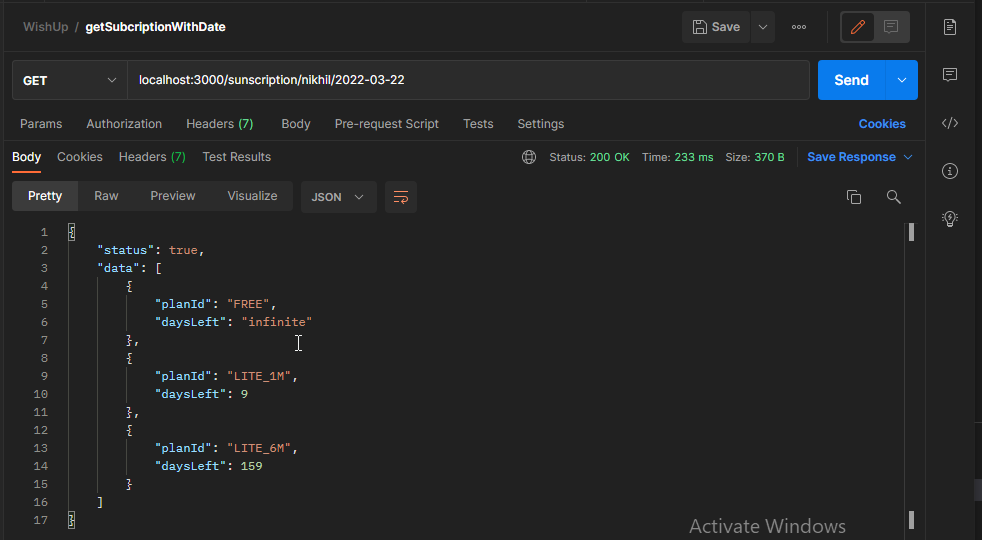 WishUp / getSubcriptionWithDate
Save
GET
localhost:3000/sunscription/nikhil/2022-03-22
Send
Params Authorization Headers (7) Body Pre-request Script Tests Settings Cookies
Body Cookies Headers (7) Test Results Status: 200 OK Time: 233 ms Size: 370 B Save Response
Pretty Raw Preview Visualize JSON
1 {
2 "status": true,
3 "data": [
4 {
5 "planId": "FREE",
6 "daysLeft": "infinite"
7 },
8 {
9 "planId": "LITE_1M",
10 "daysLeft": 9
11 },
12 {
13 "planId": "LITE_6M",
14 "daysLeft": 159
15 }
16 ]
17 }
Activate Windows